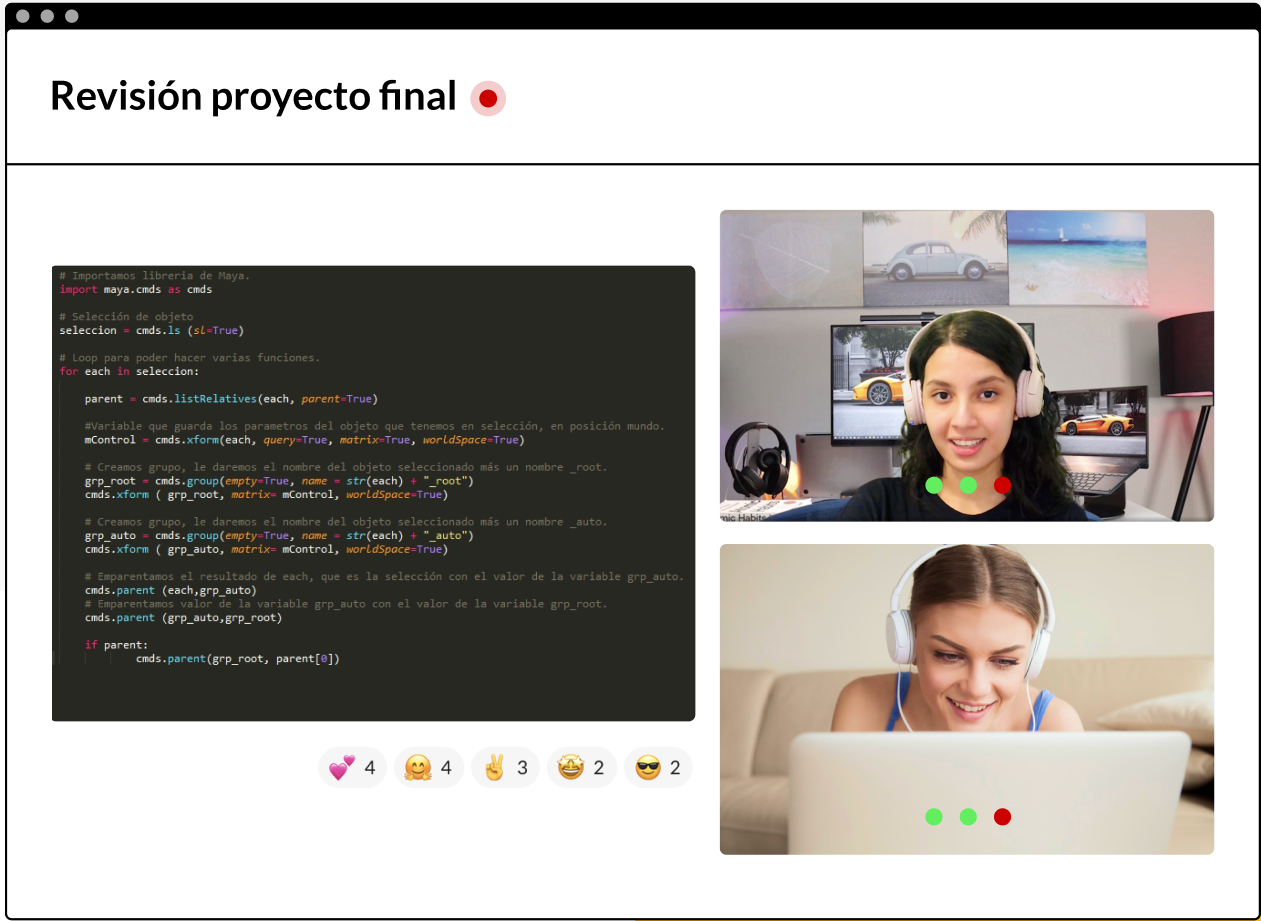 Revisión proyecto final
# Importamos libreria de Maya.
import maya.cmds as cmds
# Selección de objeto
seleccion = cmds.ls (sl=True)
# Loop para poder hacer varias funciones.
for each in seleccion:
parent = cmds.listRelatives(each, parent=True)
#Variable que guarda los parametros del objeto que tenemos en selección, en posición mundo.
mControl = cmds.xform(each, query=True, matrix=True, worldSpace=True)
# Creamos grupo, le daremos el nombre del objeto seleccionado más un nombre _root.
grp_root = cmds.group(empty=True, name = str(each) + "_root")
cmds.xform ( grp_root, matrix= mControl, worldSpace=True)
# Creamos grupo, le daremos el nombre del objeto seleccionado más un nombre _auto.
grp_auto = cmds.group(empty=True, name = str(each) + "_auto")
cmds.xform ( grp_auto, matrix= mControl, worldSpace=True)
# Emparentamos el resultado de each, que es la selección con el valor de la variable grp_auto.
cmds.parent (each,grp_auto)
# Emparentamos valor de la variable grp_auto con el valor de la variable grp_root.
cmds.parent (grp_auto,grp_root)
if parent:
cmds.parent(grp_root, parent[0])
4 4 3 2 2
mic Habits